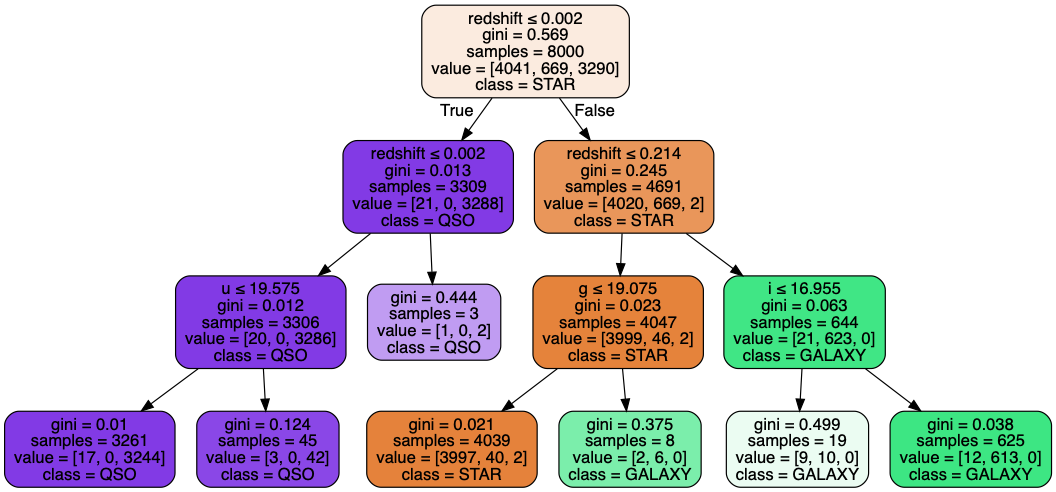 redshift ≤ 0.002
gini = 0.569
samples = 8000
value = [4041, 669, 3290]
class = STAR
True
False
redshift ≤ 0.002
gini = 0.013
samples = 3309
value = [21, 0, 3288]
class = QSO
redshift ≤ 0.214
gini = 0.245
samples = 4691
value = [4020, 669, 2]
class = STAR
u ≤ 19.575
gini = 0.012
samples = 3306
value = [20, 0, 3286]
class = QSO
gini = 0.444
samples = 3
value = [1, 0, 2]
class = QSO
g ≤ 19.075
gini = 0.023
samples = 4047
value = [3999, 46, 2]
class = STAR
i ≤ 16.955
gini = 0.063
samples = 644
value = [21, 623, 0]
class = GALAXY
gini = 0.01
samples = 3261
value = [17, 0, 3244]
class = QSO
gini = 0.124
samples = 45
value = [3, 0, 42]
class = QSO
gini = 0.021
samples = 4039
value = [3997, 40, 2]
class = STAR
gini = 0.375
samples = 8
value = [2, 6, 0]
class = GALAXY
gini = 0.499
samples = 19
value = [9, 10, 0]
class = GALAXY
gini = 0.038
samples = 625
value = [12, 613, 0]
class = GALAXY